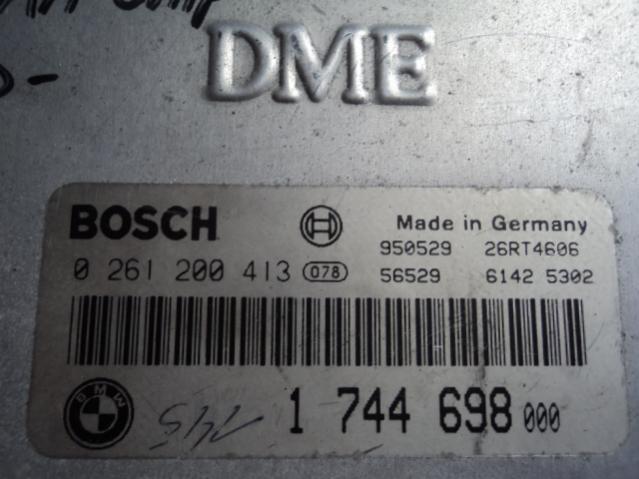 DME
BOSCH
Made in Germany
950529 26RT4606
0 261 200 413 078
56529 6142 5302
BMW
1 744 698 000